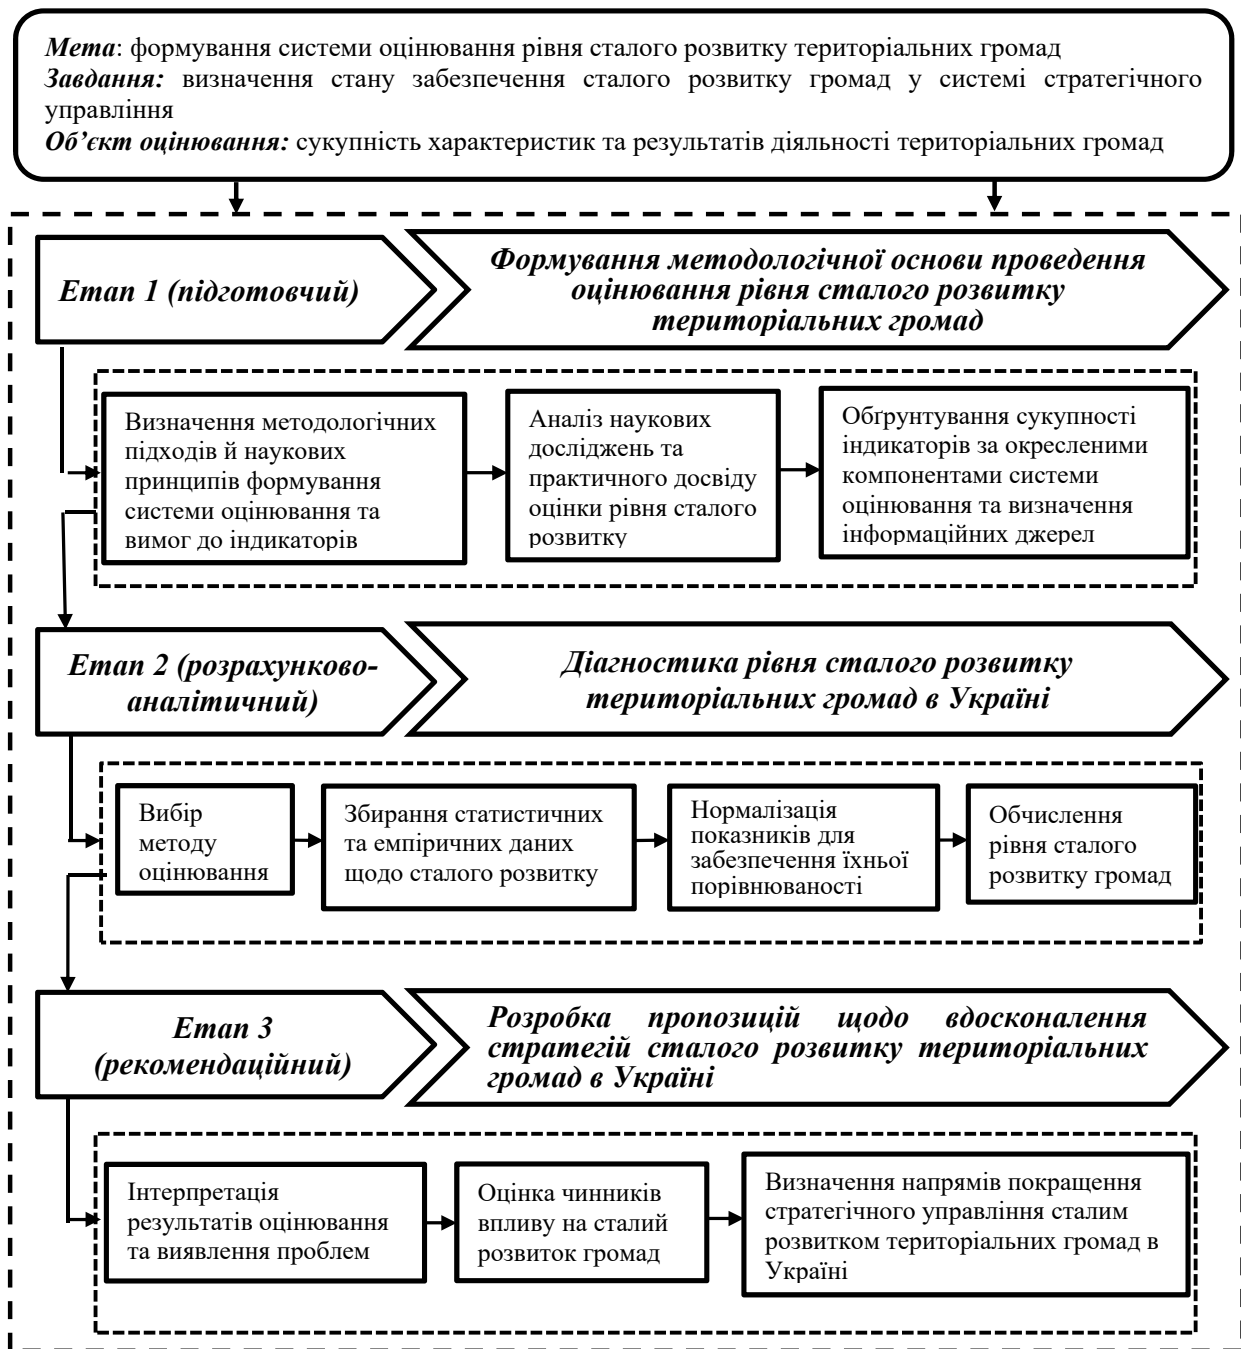 Мета: формування системи оцінювання рівня сталого розвитку територіальних громад
Завдання: визначення стану забезпечення сталого розвитку громад у системі стратегічного
управління
Об’єкт оцінювання: сукупність характеристик та результатів діяльності територіальних громад
Етап 1 (підготовчий)
Формування методологічної основи проведення
оцінювання рівня сталого розвитку
територіальних громад
Визначення методологічних
підходів й наукових
принципів формування
системи оцінювання та
вимог до індикаторів
Аналіз наукових
досліджень та
практичного досвіду
оцінки рівня сталого
розвитку
Обґрунтування сукупності
індикаторів за окресленими
компонентами системи
оцінювання та визначення
інформаційних джерел
Етап 2 (розрахунково-
аналітичний)
Діагностика рівня сталого розвитку
територіальних громад в Україні
Вибір
методу
оцінювання
Збирання статистичних
та емпіричних даних
щодо сталого розвитку
Нормалізація
показників для
забезпечення їхньої
порівнюваності
Обчислення
рівня сталого
розвитку громад
Етап 3
(рекомендаційний)
Розробка пропозицій щодо вдосконалення
стратегій сталого розвитку територіальних
громад в Україні
Інтерпретація
результатів оцінювання
та виявлення проблем
Оцінка чинників
впливу на сталий
розвиток громад
Визначення напрямів покращення
стратегічного управління сталим
розвитком територіальних громад в
Україні